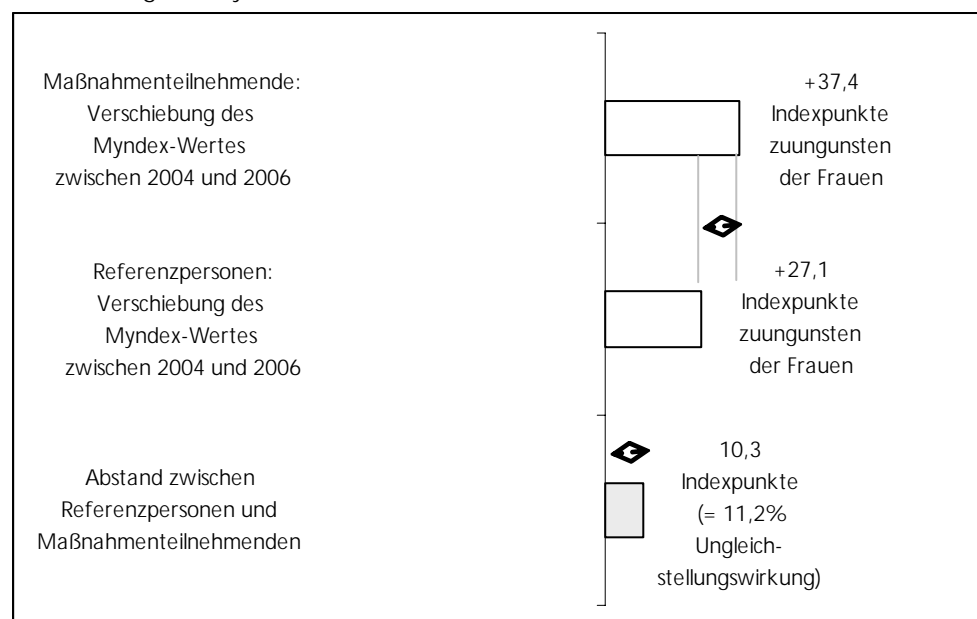 Maßnahmenteilnehmende:
Verschiebung des
Myndex-Wertes
zwischen 2004 und 2006
+37,4
Indexpunkte
zuungunsten
der Frauen
Referenzpersonen:
Verschiebung des
Myndex-Wertes
zwischen 2004 und 2006
+27,1
Indexpunkte
zuungunsten
der Frauen
Abstand zwischen
Referenzpersonen und
Maßnahmenteilnehmenden
10,3
Indexpunkte
(= 11,2%
Ungleich-
stellungswirkung)